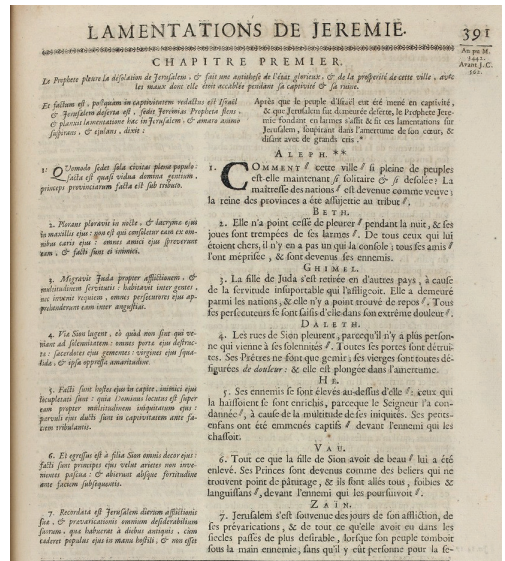 LAMENTATIONS DE JEREMIE.
391
An du M.
3442.
Avant J.C.
562.
CHAPITRE PREMIER.
Le Prophete pleure la désolation de Jerusalem, & fait une antithese de l'état glorieux, & de la prosperité de cette ville, avec
les maux dont elle étoit accablée pendant sa captivité & sa ruine.
Et factum est, postquam in captivitatem redactus est Israël
& Jerusalem deserta est, sedit Jeremias Propheta flens,
& planxit lamentatione hac in Jerusalem, & amaro animo
suspirans, & ejulans, dixit :
1. QUomodo sedet sola civitas plena populo:
facta est quasi vidua domina gentium,
princeps provinciarum facta est sub tributo.
2. Plorans ploravit in nocte, & lacrymæ ejus
in maxillis ejus : non est qui consoletur eam ex om-
nibus caris ejus : omnes amici ejus spreverunt
eam, & facti sunt ei inimici.
3. Migravit Juda propter afflictionem, &
multitudinem servitutis: habitavit inter gentes,
nec invenit requiem, omnes persecutores ejus ap-
prehenderunt eam inter angustias.
4. Viæ Sion lugent, eò quòd non sint qui ve-
niant ad solemnitatem : omnes portæ ejus destruc-
tæ : sacerdotes ejus gementes : virgines ejus squa-
lidæ, & ipsa oppressa amaritudine.
5. Facti sunt hostes ejus in capite, inimici ejus
locupletati sunt : quia Dominus locutus est super
eam propter multitudinem iniquitatum ejus :
parvuli ejus ducti sunt in captivitatem ante fa-
ciem tribulantis.
6. Et egressus est à filia Sion omnis decor ejus :
facti sunt principes ejus velut arietes non inve-
nientes pascua : & abierunt absque fortitudine
ante faciem subsequentis.
7. Recordata est Jerusalem dierum afflictionis
suæ, & prævaricationis omnium desiderabilium
suorum, quæ habuerat à diebus antiquis, cùm
caderet populus ejus in manu hostili, & non esset
Après que le peuple d'Israël eut été mené en captivité,
& que Jerusalem fut demeurée deserte, le Prophete Jere-
mie fondant en larmes s'assit & fit ces lamentations sur
Jerusalem, soupirant dans l'amertume de son cœur, &
disant avec de grands cris :*
ALEPH. **
1. COMMENT cette ville si pleine de peuples
est-elle maintenant si solitaire & si desolée? La
maîtresse des nations est devenue comme veuve;
la reine des provinces a été assujettie au tribut.
BETH.
2. Elle n'a point cessé de pleurer pendant la nuit, & ses
joues sont trempées de ses larmes. De tous ceux qui lui
étoient chers, il n'y en a pas un qui la console ; tous ses amis
l'ont méprisée, & sont devenus ses ennemis.
GHIMEL.
3. La fille de Juda s'est retirée en d'autres pays, à cause
de la servitude insuportable qui l'affligeoit. Elle a demeuré
parmi les nations, & elle n'y a point trouvé de repos. Tous
ses persecuteurs se sont saisis d'elle dans son extrême douleur.
DALETH.
4. Les rues de Sion pleurent, parcequ'il n'y a plus person-
ne qui vienne à ses solemnités. Toutes les portes sont détrui-
tes. Ses Prêtres ne font que gemir ; ses vierges sont toutes dé-
figurées de douleur : & elle est plongée dans l'amertume.
HE.
5. Ses ennemis se sont élevés au-dessus d'elle : ceux qui
la haïssoient se sont enrichis, parceque le Seigneur l'a con-
dannée, à cause de la multitude de ses iniquités. Ses petits-
enfans ont été emmenés captifs devant l'ennemi qui les
chassoit.
VAU.
6. Tout ce que la fille de Sion avoit de beau lui a été
enlevé. Ses Princes sont devenus comme des beliers qui ne
trouvent point de pâturage, & ils sont allés tous, foibles &
languissans, devant l'ennemi qui les poursuivoit.
ZAIN.
7. Jerusalem s'est souvenue des jours de son affliction, de
ses prévarications, & de tout ce qu'elle avoit eu dans les
siecles passés de plus desirable, lorsque son peuple tomboit
sous la main ennemie, sans qu'il y eût personne pour la se-